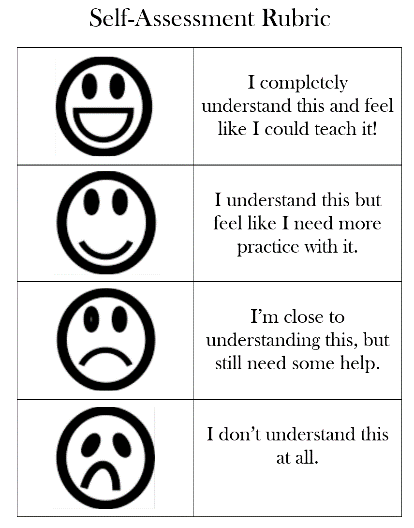 Self-Assessment Rubric
I completely
understand this and feel
like I could teach it!
I understand this but
feel like I need more
practice with it.
I'm close to
understanding this, but
still need some help.
I don't understand this
at all.